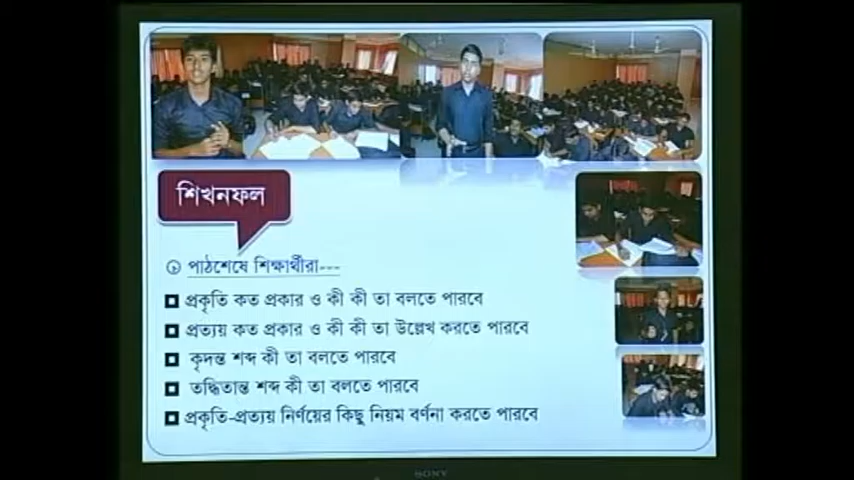 শিখনফল
পাঠশেষে শিক্ষার্থীরা---
প্রকৃতি কত প্রকার ও কী কী তা বলতে পারবে
প্রত্যয় কত প্রকার ও কী কী তা উল্লেখ করতে পারবে
কৃদন্ত শব্দ কী তা বলতে পারবে
তদ্ধিতান্ত শব্দ কী তা বলতে পারবে
প্রকৃতি-প্রত্যয় নির্ণয়ের কিছু নিয়ম বর্ণনা করতে পারবে
SONY